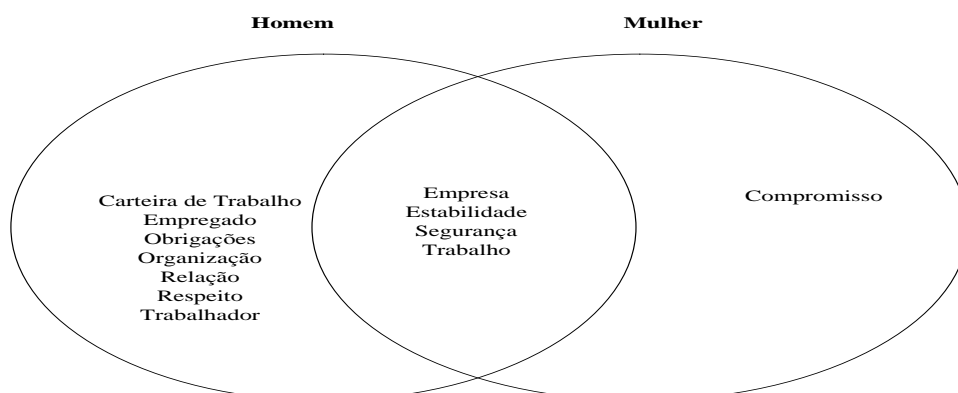 Homem
Mulher
Carteira de Trabalho
Empregado
Obrigações
Organização
Relação
Respeito
Trabalhador
Empresa
Estabilidade
Segurança
Trabalho
Compromisso